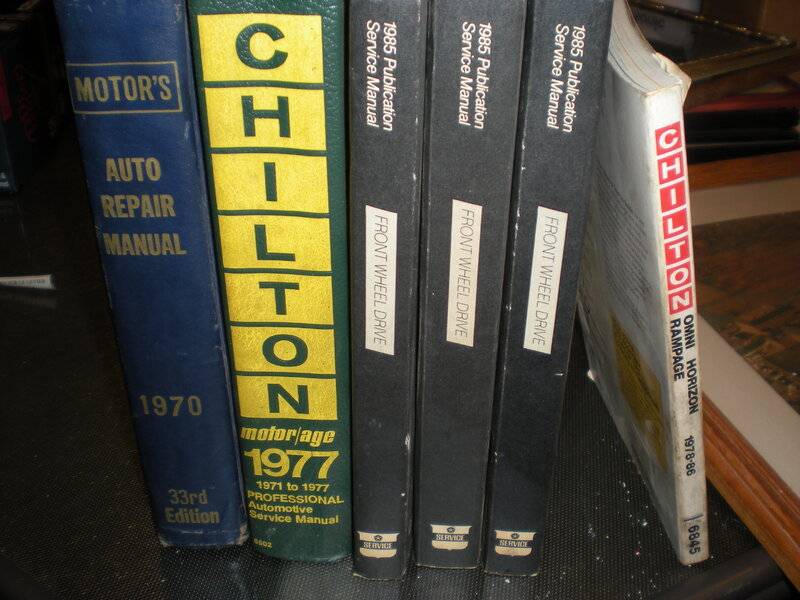 MOTOR'S
AUTO
REPAIR
MANUAL
1970
33rd
Edition
CHILTON
motor/age
1977
1971 to 1977
PROFESSIONAL
Automotive
Service Manual
6802
1985 Publication
Service Manual
FRONT WHEEL DRIVE
SERVICE
1985 Publication
Service Manual
FRONT WHEEL DRIVE
SERVICE
1985 Publication
Service Manual
FRONT WHEEL DRIVE
SERVICE
CHILTON
OMNI HORIZON
RAMPAGE
1978-86
6845